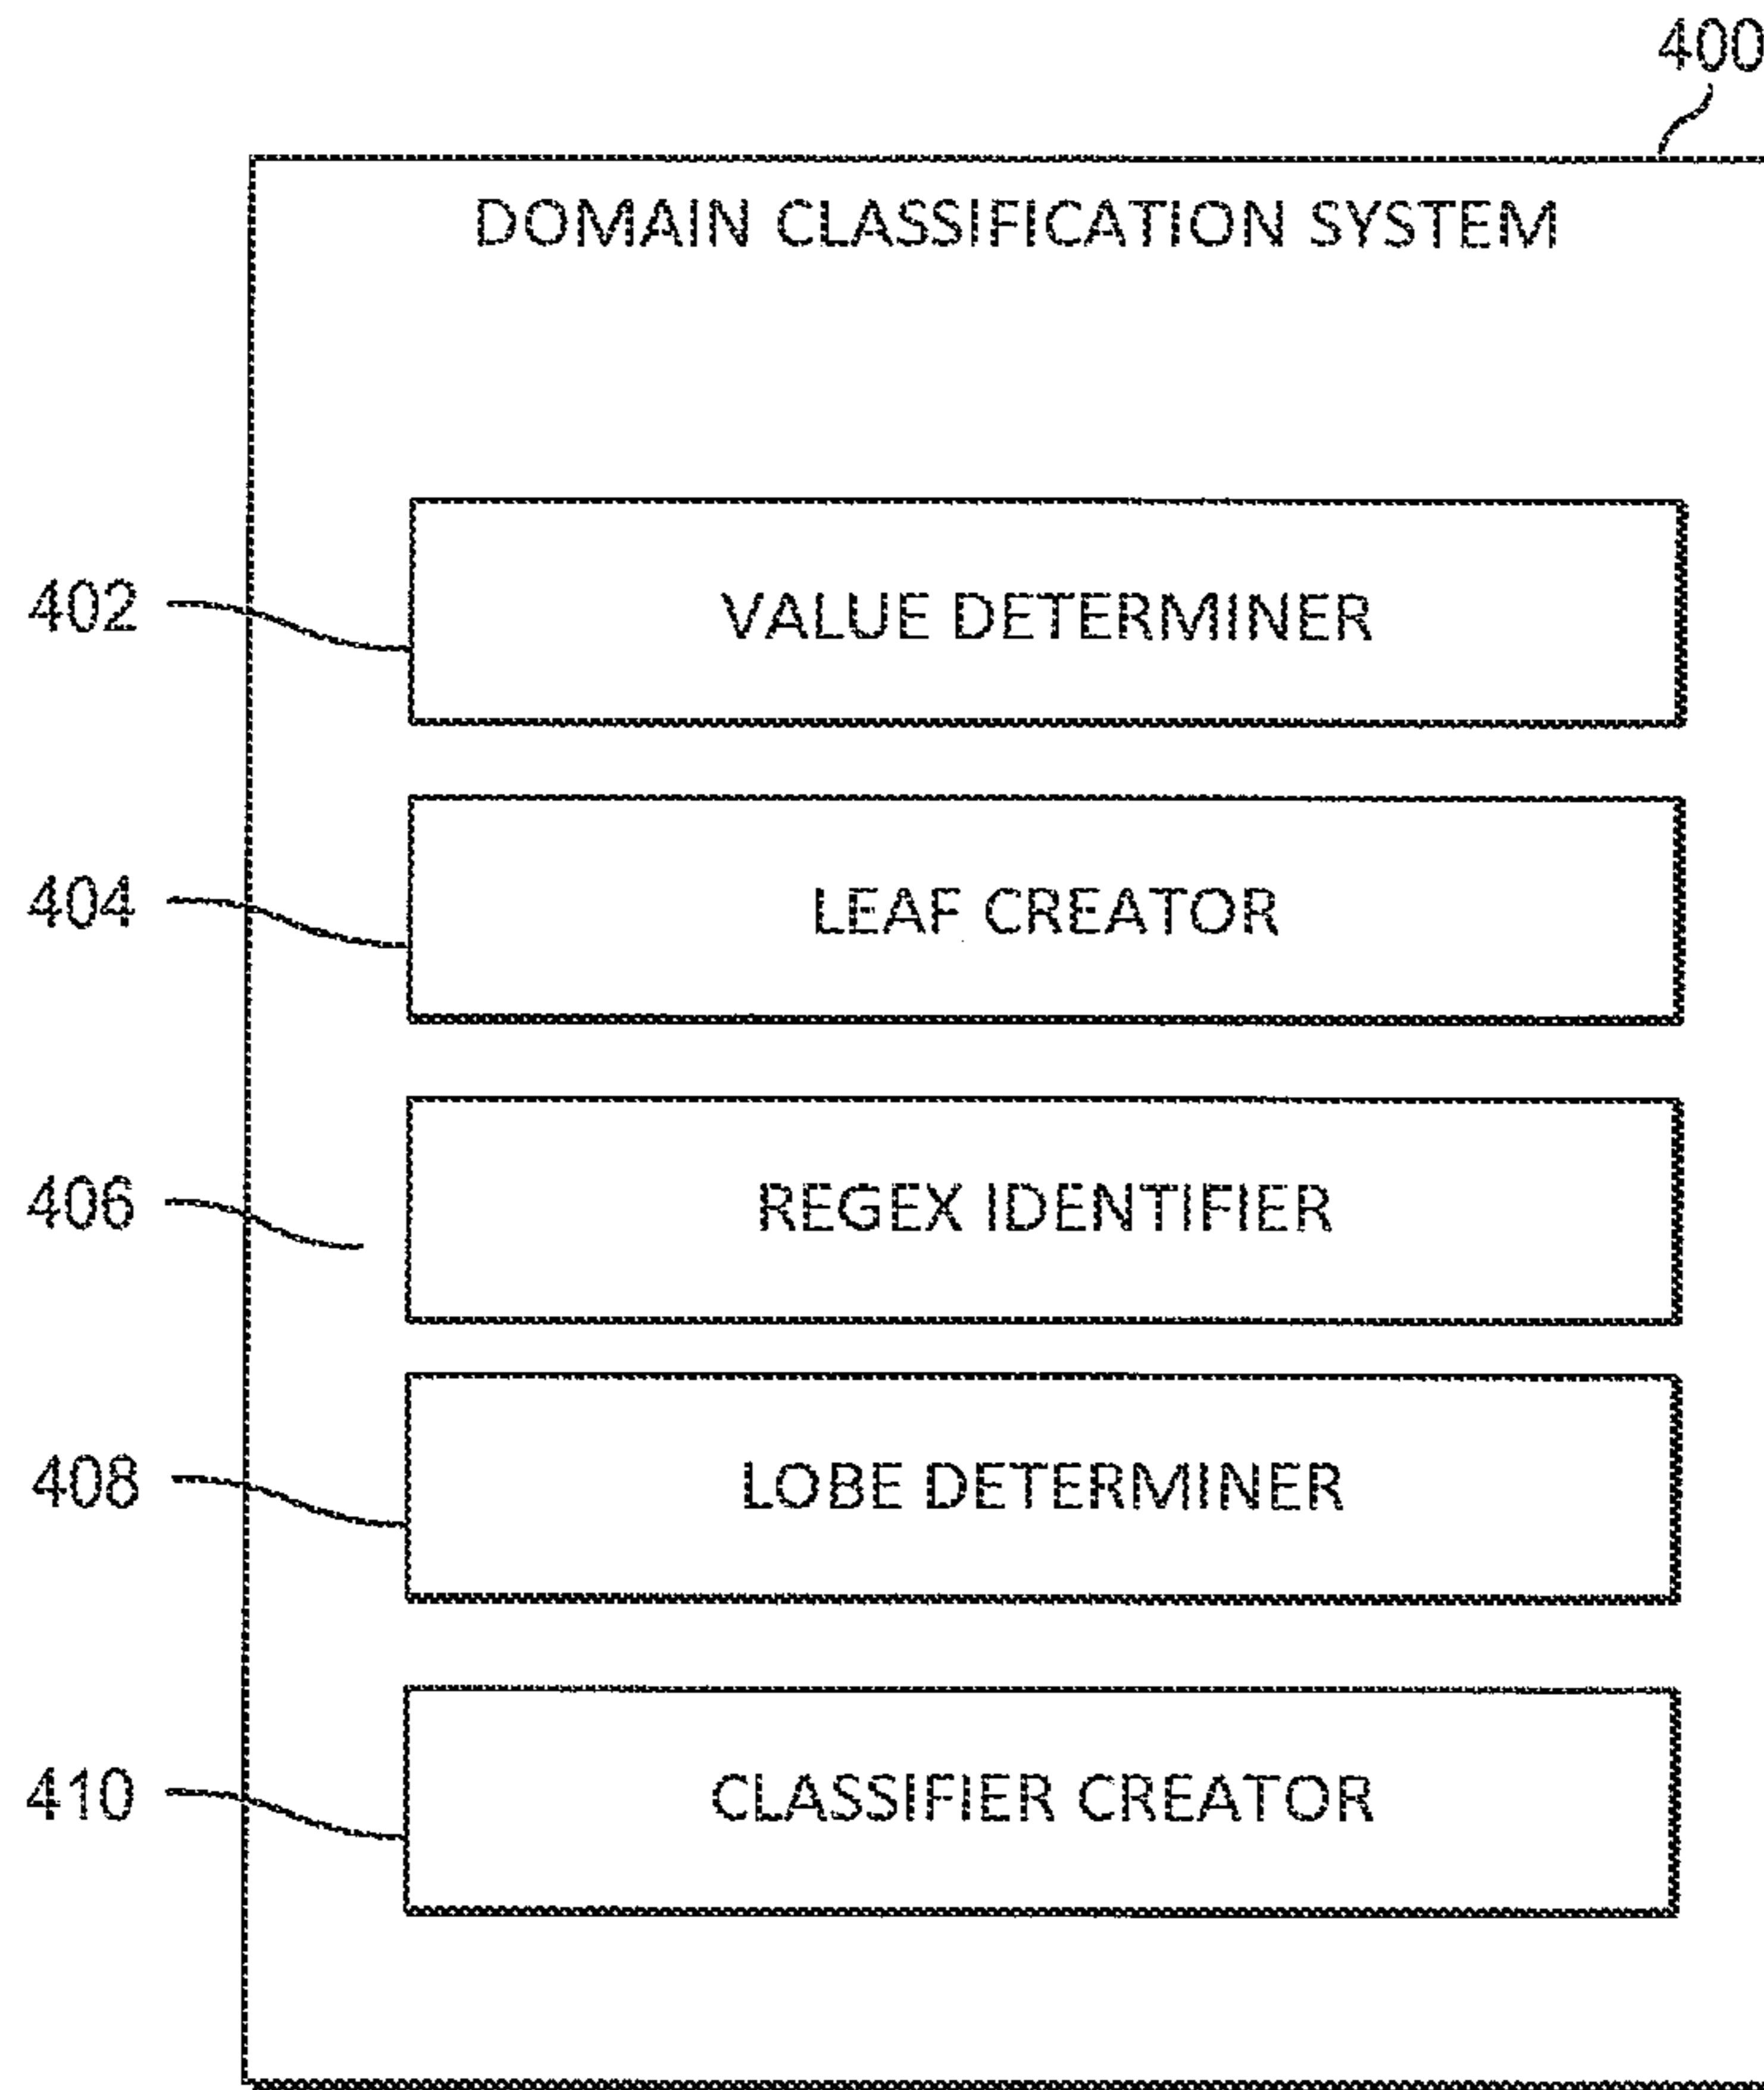 400
DOMAIN CLASSIFICATION SYSTEM
402
VALUE DETERMINER
404
LEAF CREATOR
406
REGEX IDENTIFIER
408
LOBE DETERMINER
410
CLASSIFIER CREATOR